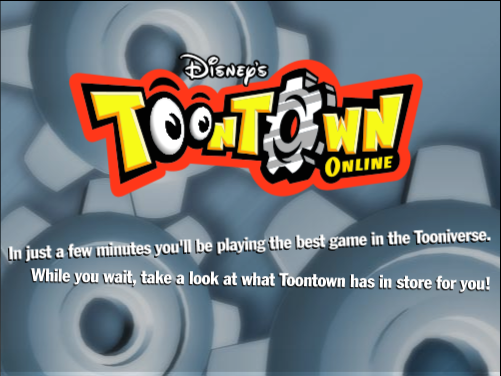 Disney's
TOONTOWN
ONLINE
In just a few minutes you'll be playing the best game in the Tooniverse.
While you wait, take a look at what Toontown has in store for you!